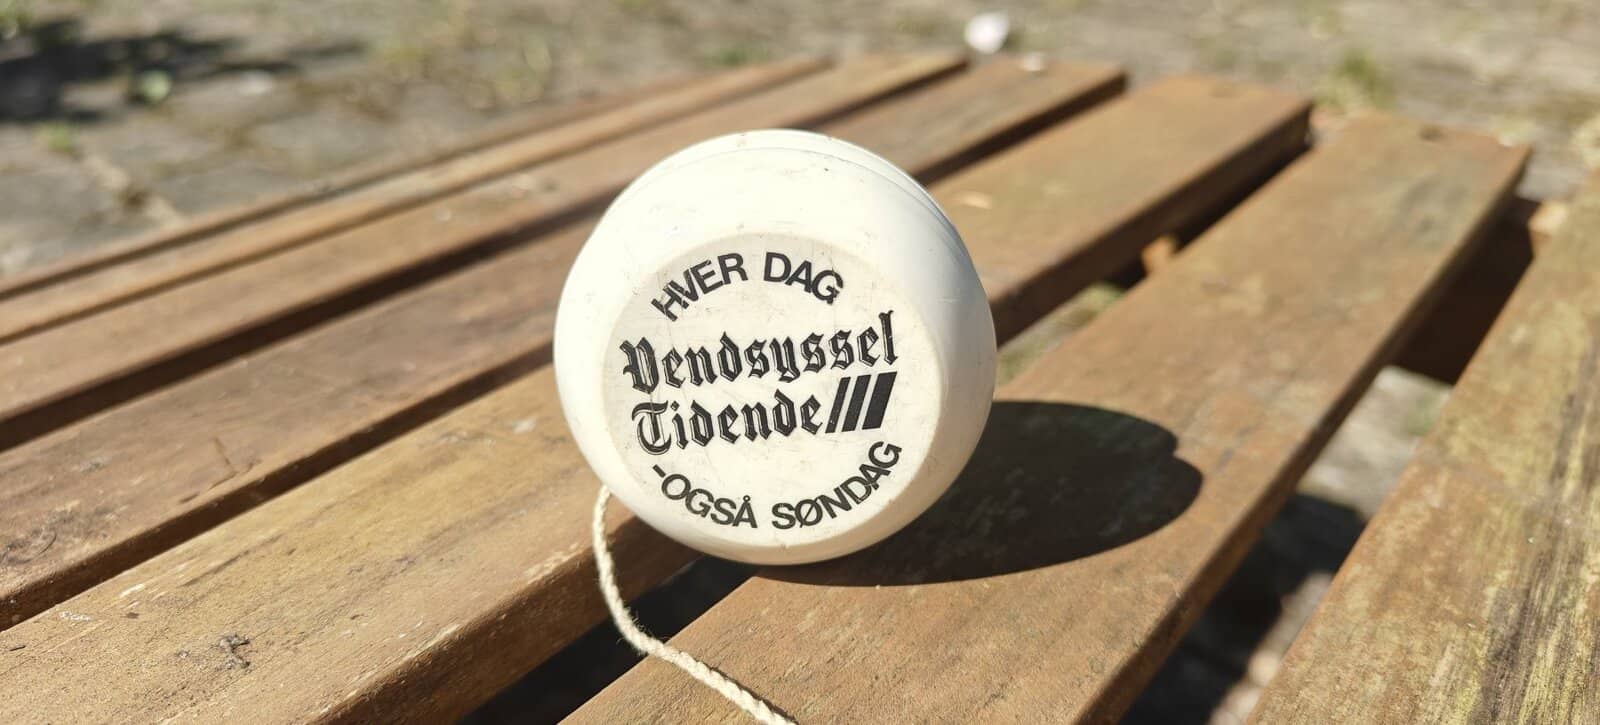 HVER DAG
Vendsyssel
Tidende
-OGSÅ SØNDAG